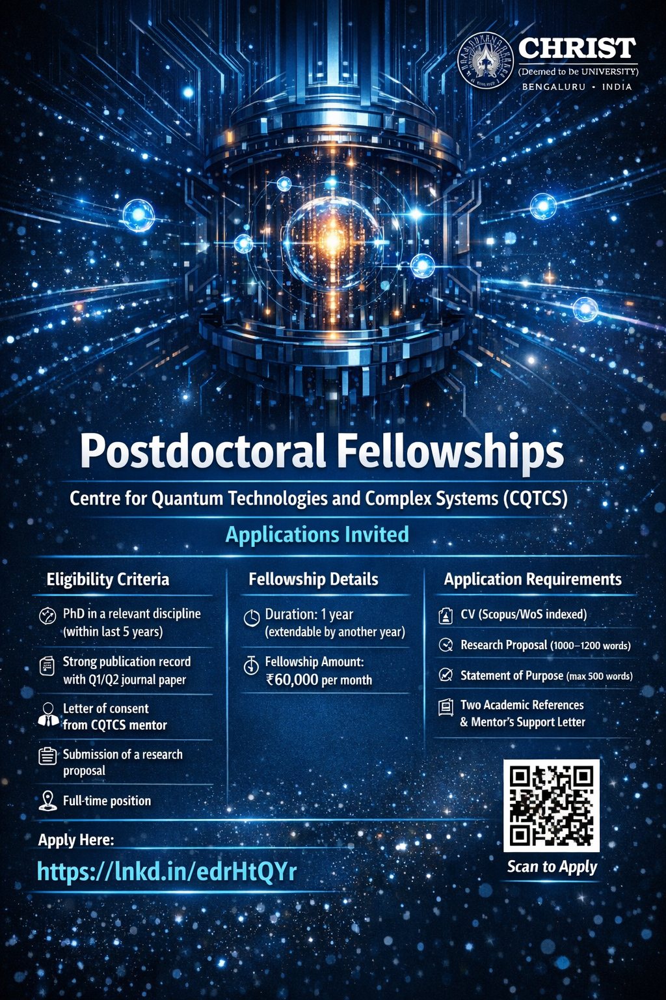 CHRIST
(Deemed to be UNIVERSITY)
BENGALURU • INDIA
Postdoctoral Fellowships
Centre for Quantum Technologies and Complex Systems (CQTCS)
Applications Invited
Eligibility Criteria
PhD in a relevant discipline
(within last 5 years)
Strong publication record
with Q1/Q2 journal paper
Letter of consent
from CQTCS mentor
Submission of a research
proposal
Full-time position
Fellowship Details
Duration: 1 year
(extendable by another year)
Fellowship Amount:
₹60,000 per month
Application Requirements
CV (Scopus/WoS indexed)
Research Proposal (1000–1200 words)
Statement of Purpose (max 500 words)
Two Academic References
& Mentor's Support Letter
Apply Here:
https://lnkd.in/edrHtQYr
Scan to Apply